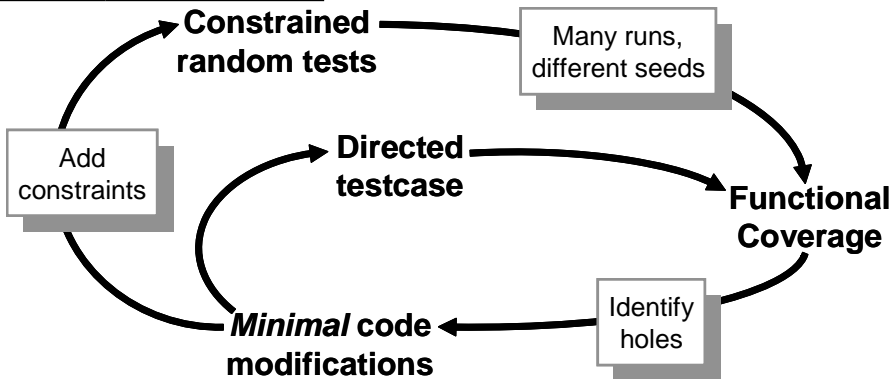 Constrained
random tests
Many runs,
different seeds
Add
constraints
Directed
testcase
Functional
Coverage
Identify
holes
Minimal code
modifications